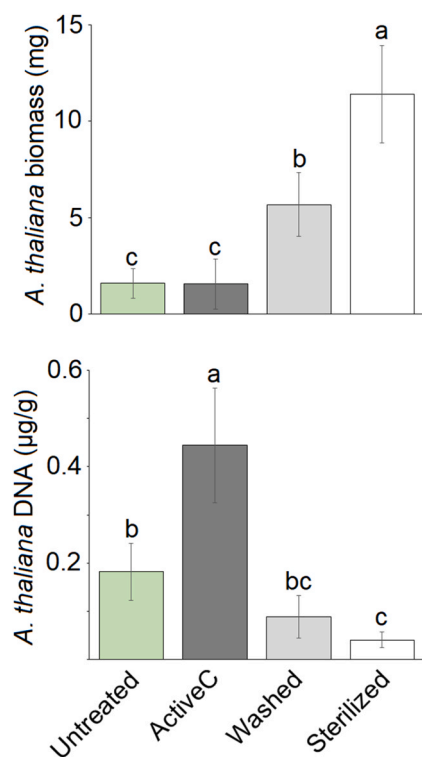 A. thaliana biomass (mg)
15
10
5
0
c
c
b
a
A. thaliana DNA (µg/g)
0.6
0.4
0.2
b
a
bc
c
Untreated
ActiveC
Washed
Sterilized